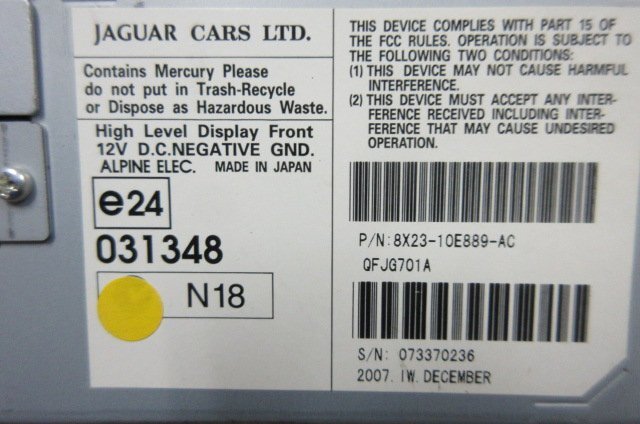 JAGUAR CARS LTD.
Contains Mercury Please
do not put in Trash-Recycle
or Dispose as Hazardous Waste.
High Level Display Front
12V D.C.NEGATIVE GND.
ALPINE ELEC. MADE IN JAPAN
e24
031348
N18
THIS DEVICE COMPLIES WITH PART 15 OF
THE FCC RULES. OPERATION IS SUBJECT TO
THE FOLLOWING TWO CONDITIONS:
(1) THIS DEVICE MAY NOT CAUSE HARMFUL
INTERFERENCE.
(2) THIS DEVICE MUST ACCEPT ANY INTER-
FERENCE RECEIVED INCLUDING INTER-
FERENCE THAT MAY CAUSE UNDESIRED
OPERATION.
P/N:8X23-10E889-AC
QFJG701A
S/N: 073370236
2007. 1W. DECEMBER